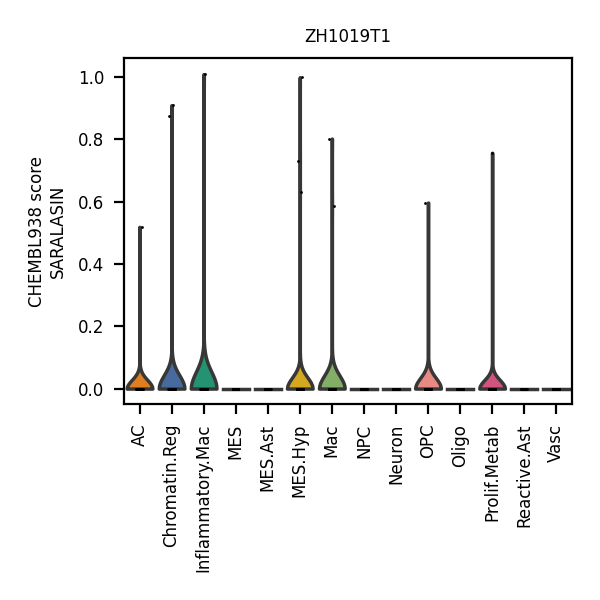 ZH1019T1
CHEMBL938 score
SARALASIN
1.0
0.8
0.6
0.4
0.2
0.0
AC
Chromatin.Reg
Inflammatory.Mac
MES
MES.Ast
MES.Hyp
Mac
NPC
Neuron
OPC
Oligo
Prolif.Metab
Reactive.Ast
Vasc